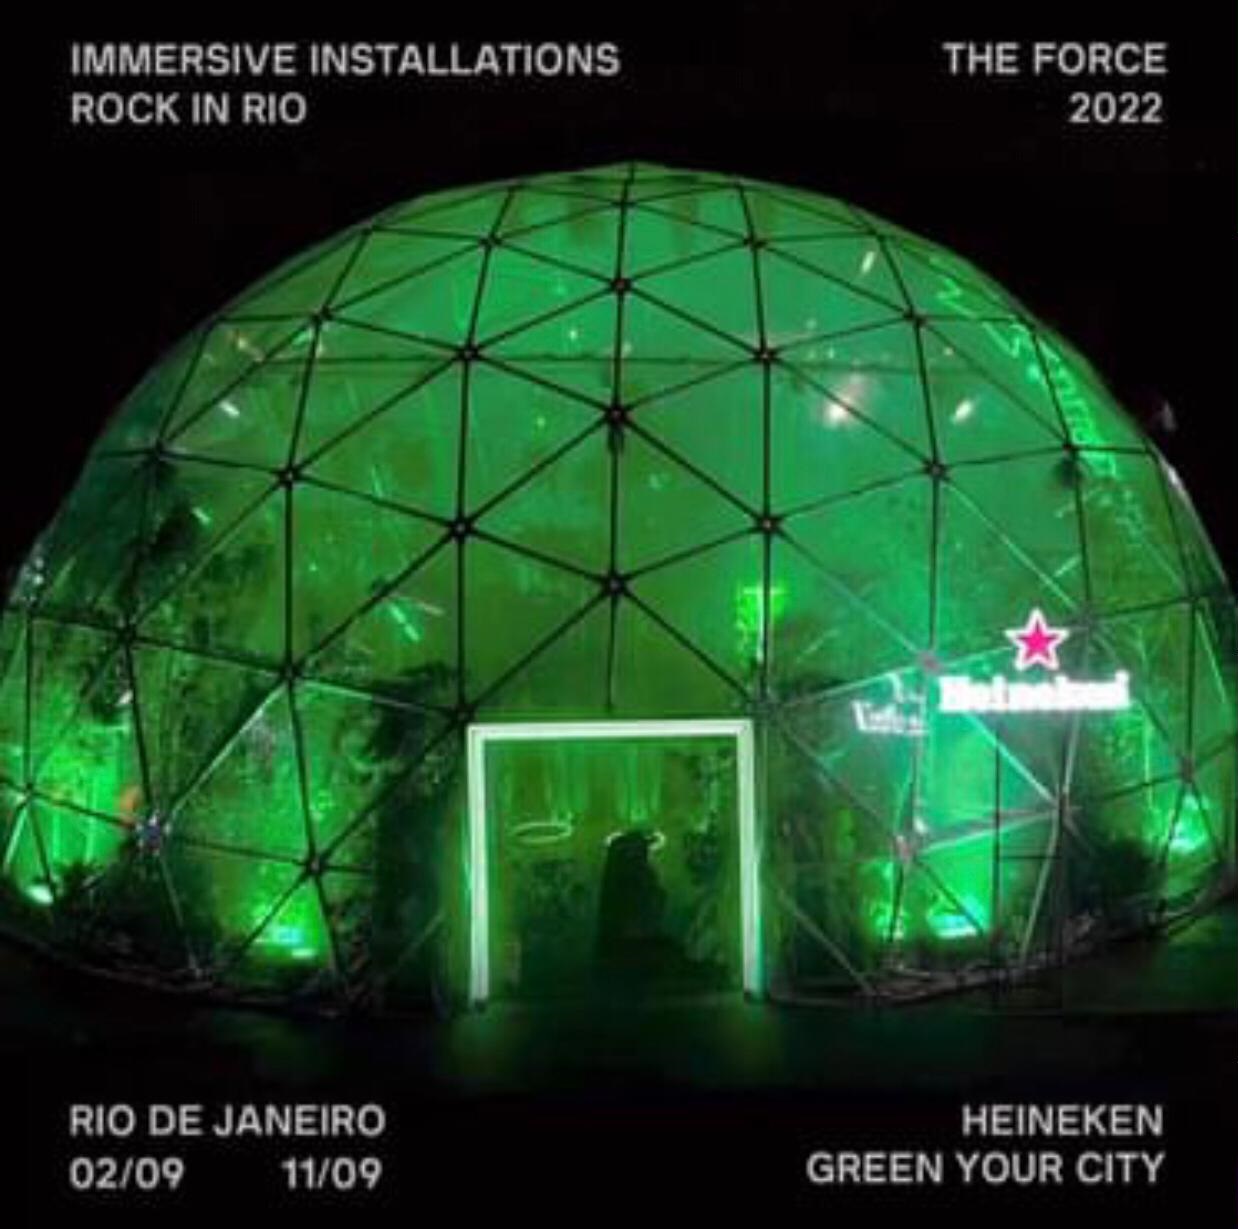 IMMERSIVE INSTALLATIONS
ROCK IN RIO
THE FORCE
2022
Heineken
RIO DE JANEIRO
02/09 11/09
HEINEKEN
GREEN YOUR CITY